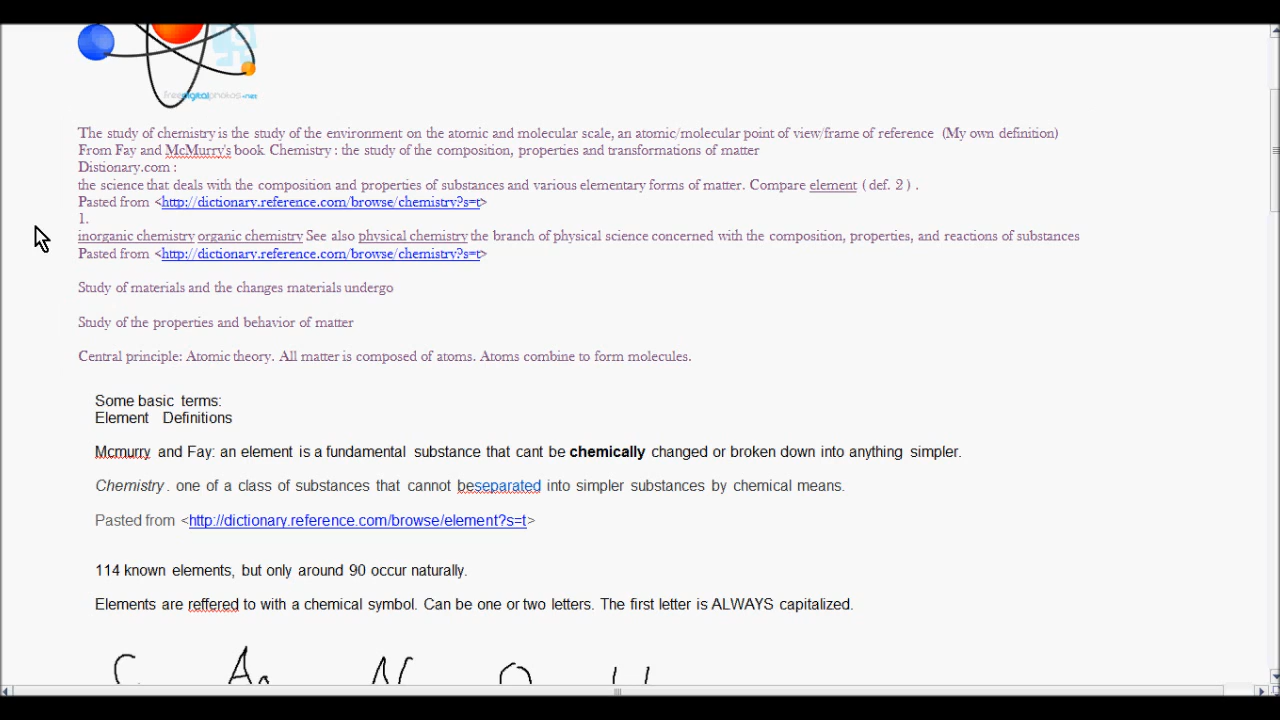 freedigitalphotos.net
The study of chemistry is the study of the environment on the atomic and molecular scale, an atomic/molecular point of view/frame of reference (My own definition)
From Fay and McMurry's book Chemistry : the study of the composition, properties and transformations of matter
Distionary.com :
the science that deals with the composition and properties of substances and various elementary forms of matter. Compare element ( def. 2 ) .
Pasted from <http://dictionary.reference.com/browse/chemistry?s=t>
1.
inorganic chemistry organic chemistry See also physical chemistry the branch of physical science concerned with the composition, properties, and reactions of substances
Pasted from <http://dictionary.reference.com/browse/chemistry?s=t>
Study of materials and the changes materials undergo
Study of the properties and behavior of matter
Central principle: Atomic theory. All matter is composed of atoms. Atoms combine to form molecules.
Some basic terms:
Element Definitions
Mcmurry and Fay: an element is a fundamental substance that cant be chemically changed or broken down into anything simpler.
Chemistry . one of a class of substances that cannot beseparated into simpler substances by chemical means.
Pasted from <http://dictionary.reference.com/browse/element?s=t>
114 known elements, but only around 90 occur naturally.
Elements are reffered to with a chemical symbol. Can be one or two letters. The first letter is ALWAYS capitalized.